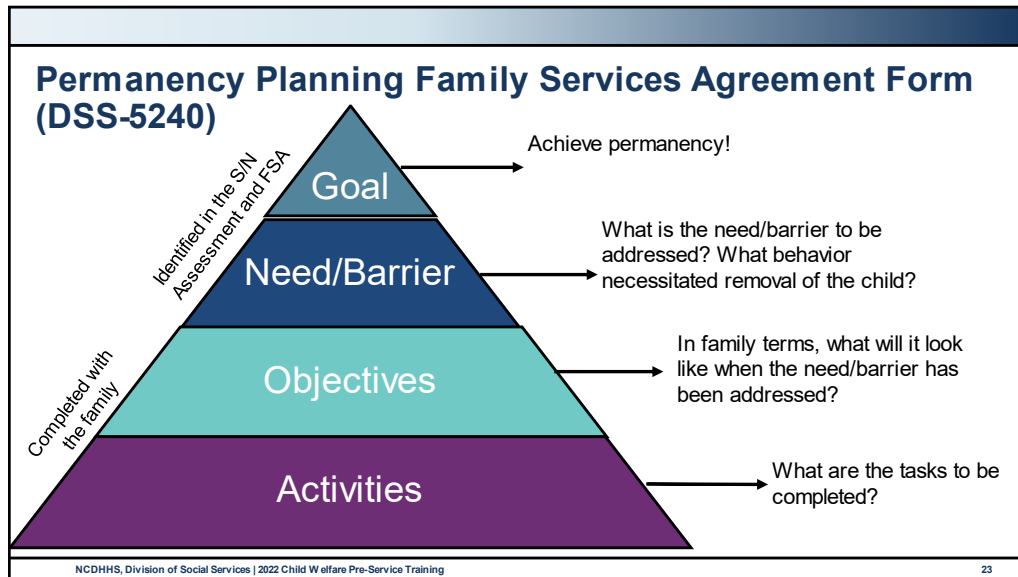 Permanency Planning Family Services Agreement Form
(DSS-5240)
Identified in the S/N
Assessment and FSA
Goal
Achieve permanency!
Need/Barrier
What is the need/barrier to be
addressed? What behavior
necessitated removal of the child?
Completed with
the family
Objectives
In family terms, what will it look
like when the need/barrier has
been addressed?
Activities
What are the tasks to be
completed?
NCDHHS, Division of Social Services | 2022 Child Welfare Pre-Service Training
23